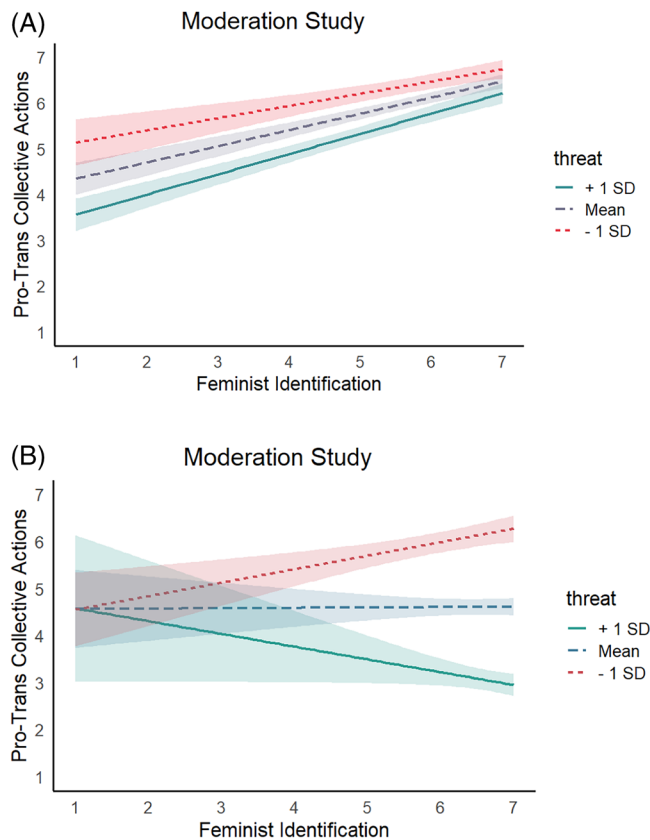 (A)
Moderation Study
Pro-Trans Collective Actions
7
6
5
4
3
2
1
1 2 3 4 5 6 7
Feminist Identification
threat
+ 1 SD
Mean
- 1 SD
(B)
Moderation Study
Pro-Trans Collective Actions
7
6
5
4
3
2
1
1 2 3 4 5 6 7
Feminist Identification
threat
+ 1 SD
Mean
- 1 SD